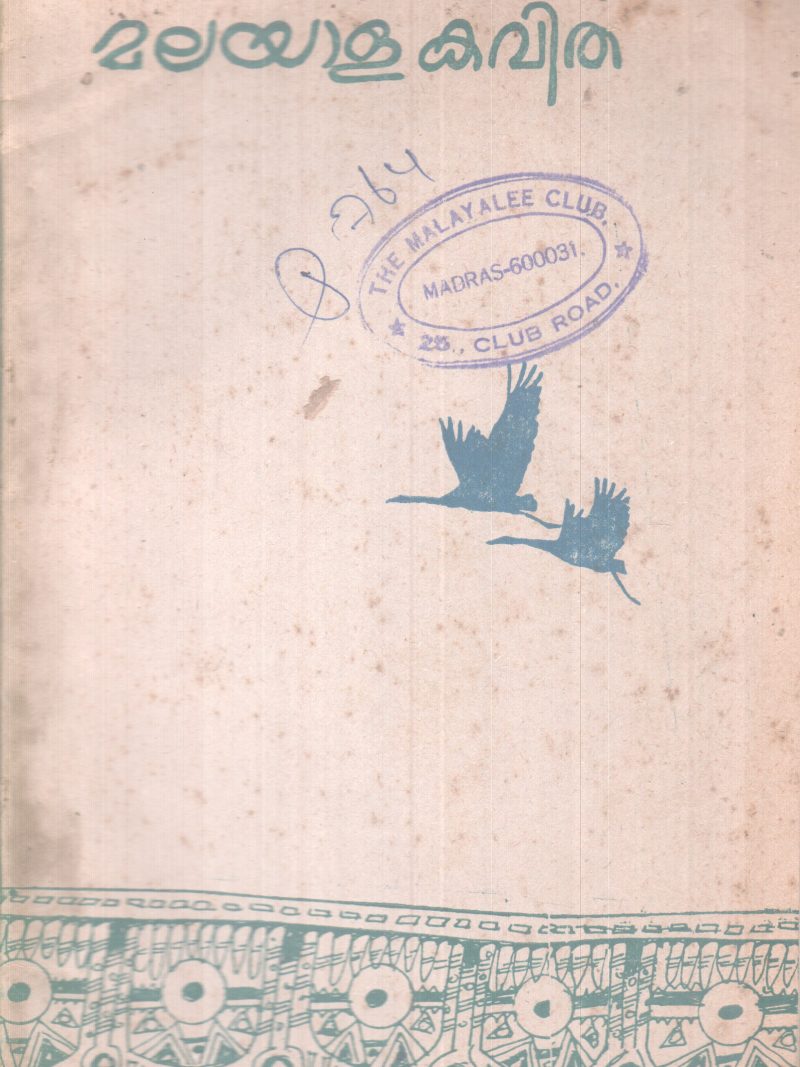 മലയാള കവിത
THE MALAYALEE CLUB,
MADRAS-600031.
25., CLUB ROAD.